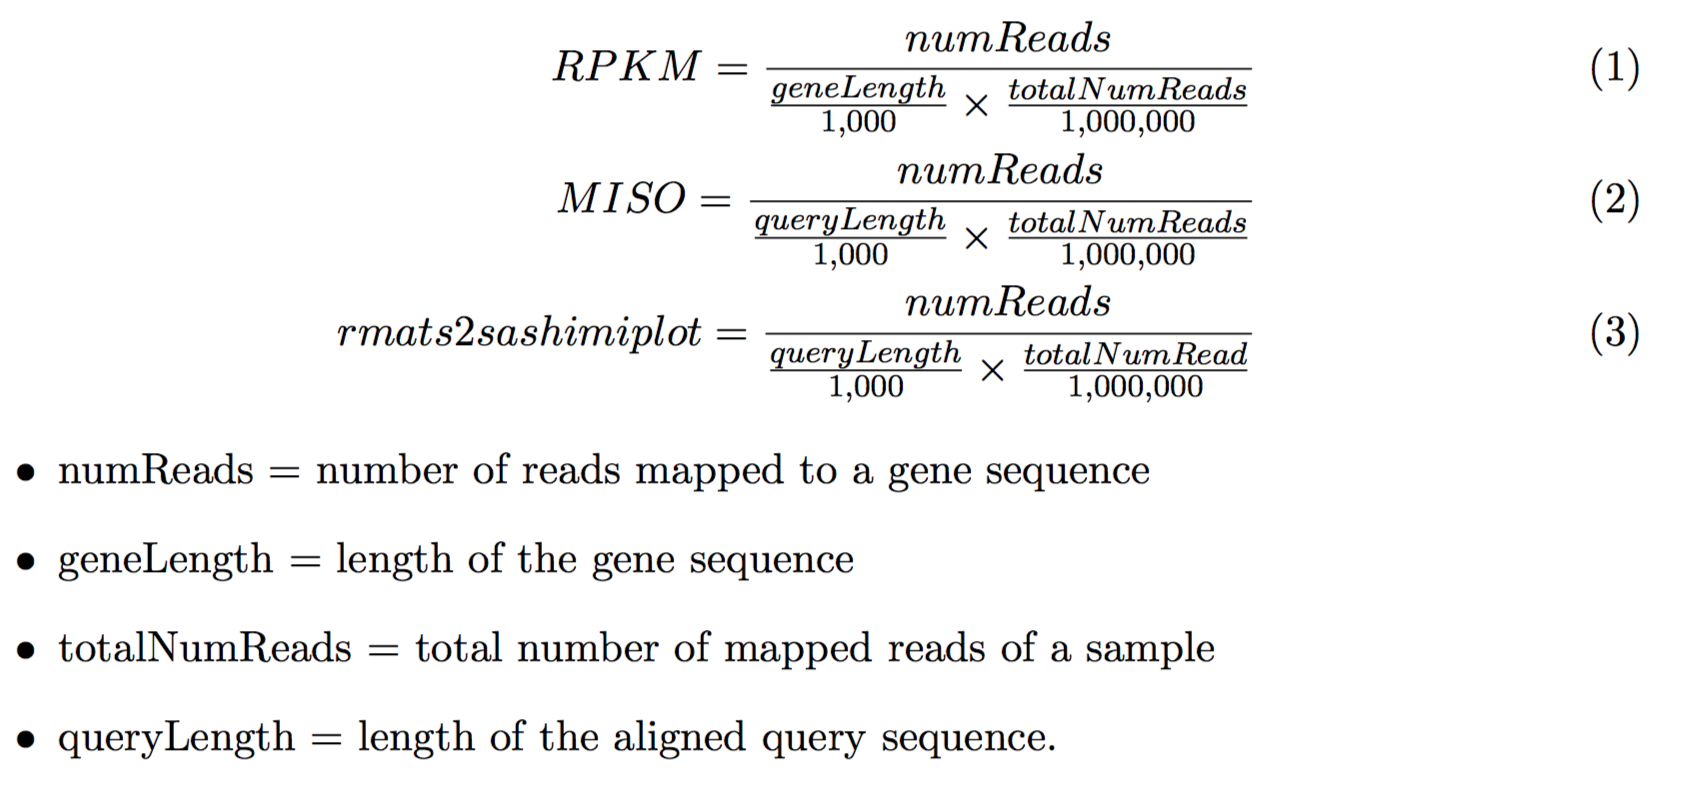 RPKM = \frac{numReads}{\frac{geneLength}{1,000} \times \frac{totalNumReads}{1,000,000}} (1)
MISO = \frac{numReads}{\frac{queryLength}{1,000} \times \frac{totalNumReads}{1,000,000}} (2)
rmats2sashimiplot = \frac{numReads}{\frac{queryLength}{1,000} \times \frac{totalNumRead}{1,000,000}} (3)
• numReads = number of reads mapped to a gene sequence
• geneLength = length of the gene sequence
• totalNumReads = total number of mapped reads of a sample
• queryLength = length of the aligned query sequence.